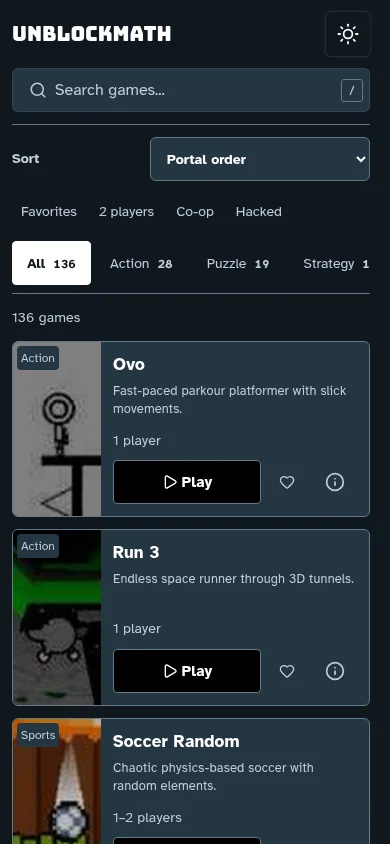 UNBLOCKMATH
Search games... /
Sort Portal order
Favorites 2 players Co-op Hacked
All 136 Action 28 Puzzle 19 Strategy 1
136 games
Action
Ovo
Fast-paced parkour platformer with slick
movements.
1 player
Play
Action
Run 3
Endless space runner through 3D tunnels.
1 player
Play
Sports
Soccer Random
Chaotic physics-based soccer with
random elements.
1–2 players